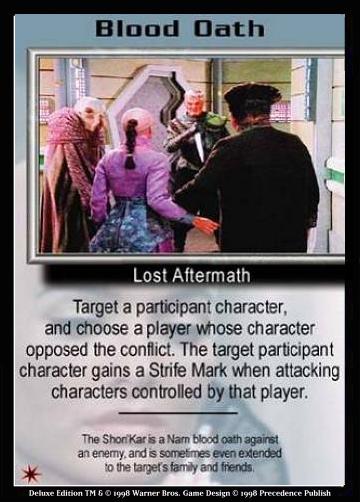 Blood Oath
Lost Aftermath
Target a participant character,
and choose a player whose character
opposed the conflict. The target participant
character gains a Strife Mark when attacking
characters controlled by that player.
The Shon'Kar is a Narn blood oath against
an enemy, and is sometimes even extended
to the target's family and friends.
Deluxe Edition TM & © 1998 Warner Bros. Game Design © 1998 Precedence Publish